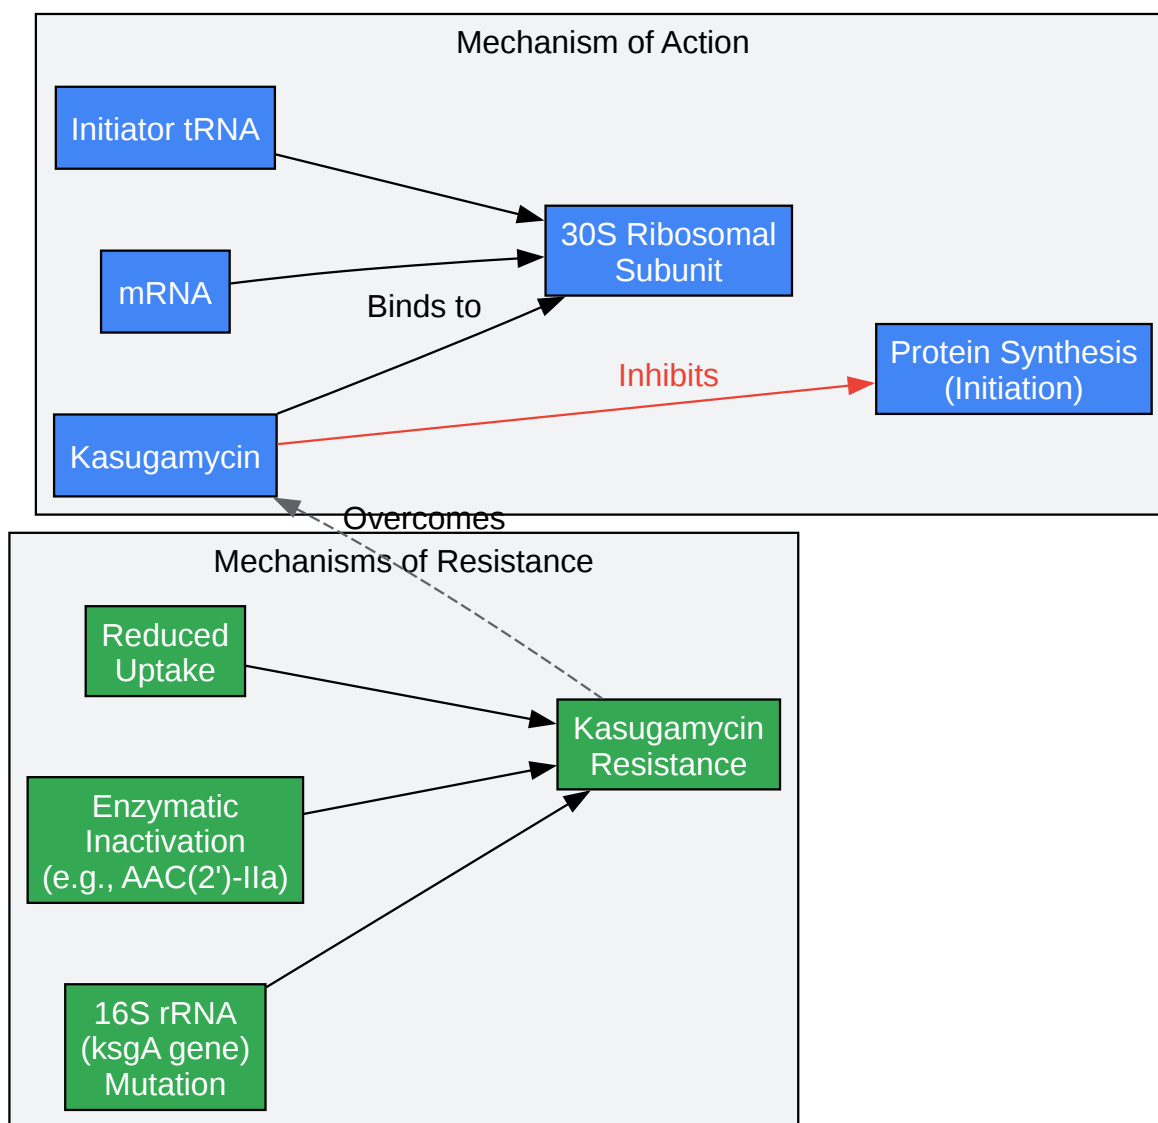 Mechanism of Action
Initiator tRNA
30S Ribosomal
Subunit
mRNA
Binds to
Protein Synthesis
(Initiation)
Inhibits
Kasugamycin
Overcomes
Mechanisms of Resistance
Reduced
Uptake
Kasugamycin
Resistance
Enzymatic
Inactivation
(e.g., AAC(2')-IIa)
16S rRNA
(ksgA gene)
Mutation